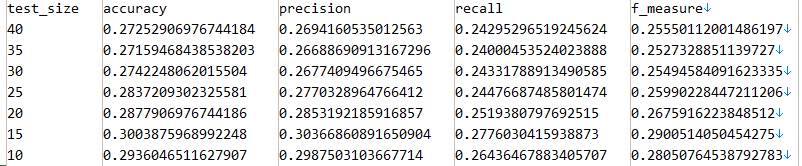 test_size accuracy precision recall f_measure↓
40 0.27252906976744184 0.2694160535012563 0.24295296519245624 0.25550112001486197↓
35 0.27159468438538203 0.26688690913167296 0.24000453524023888 0.2527328851139727↓
30 0.2742248062015504 0.2677409496675465 0.24331788913490585 0.25494584091623335↓
25 0.2837209302325581 0.2770328964766412 0.24476687485801474 0.25990228447211206↓
20 0.2877906976744186 0.2853192185916857 0.2519380797692515 0.2675916223848512↓
15 0.3003875968992248 0.30366860891650904 0.2776030415938873 0.2900514050454275↓
10 0.2936046511627907 0.2987503103667714 0.26436467883405707 0.28050764538792783↓